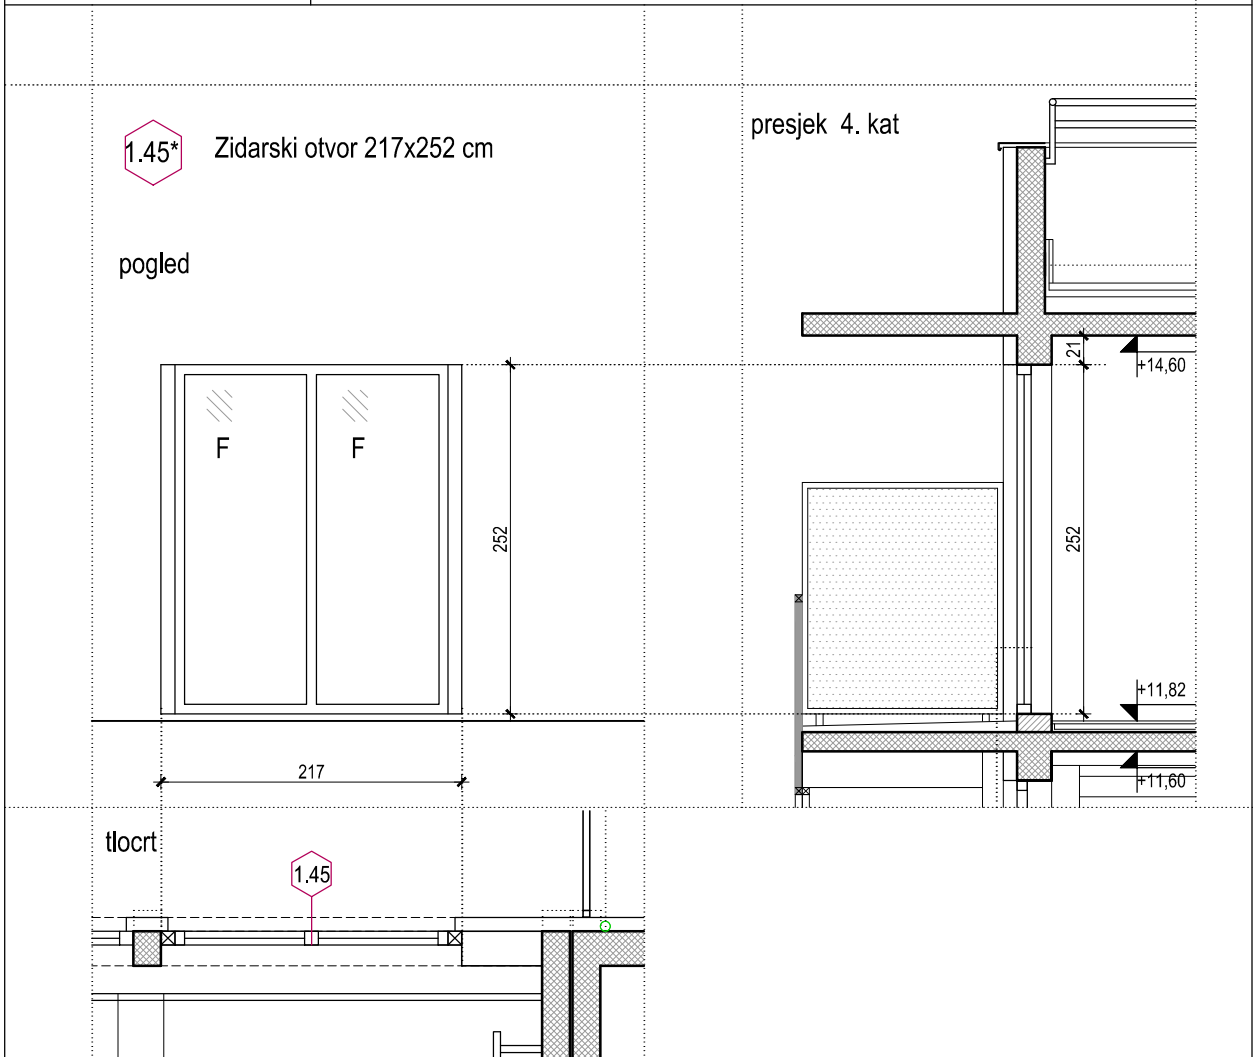 1.45*
Zidarski otvor 217x252 cm
presjek 4. kat
pogled
21
+14,60
F
F
252
252
+11,82
217
+11,60
tlocrt
1.45